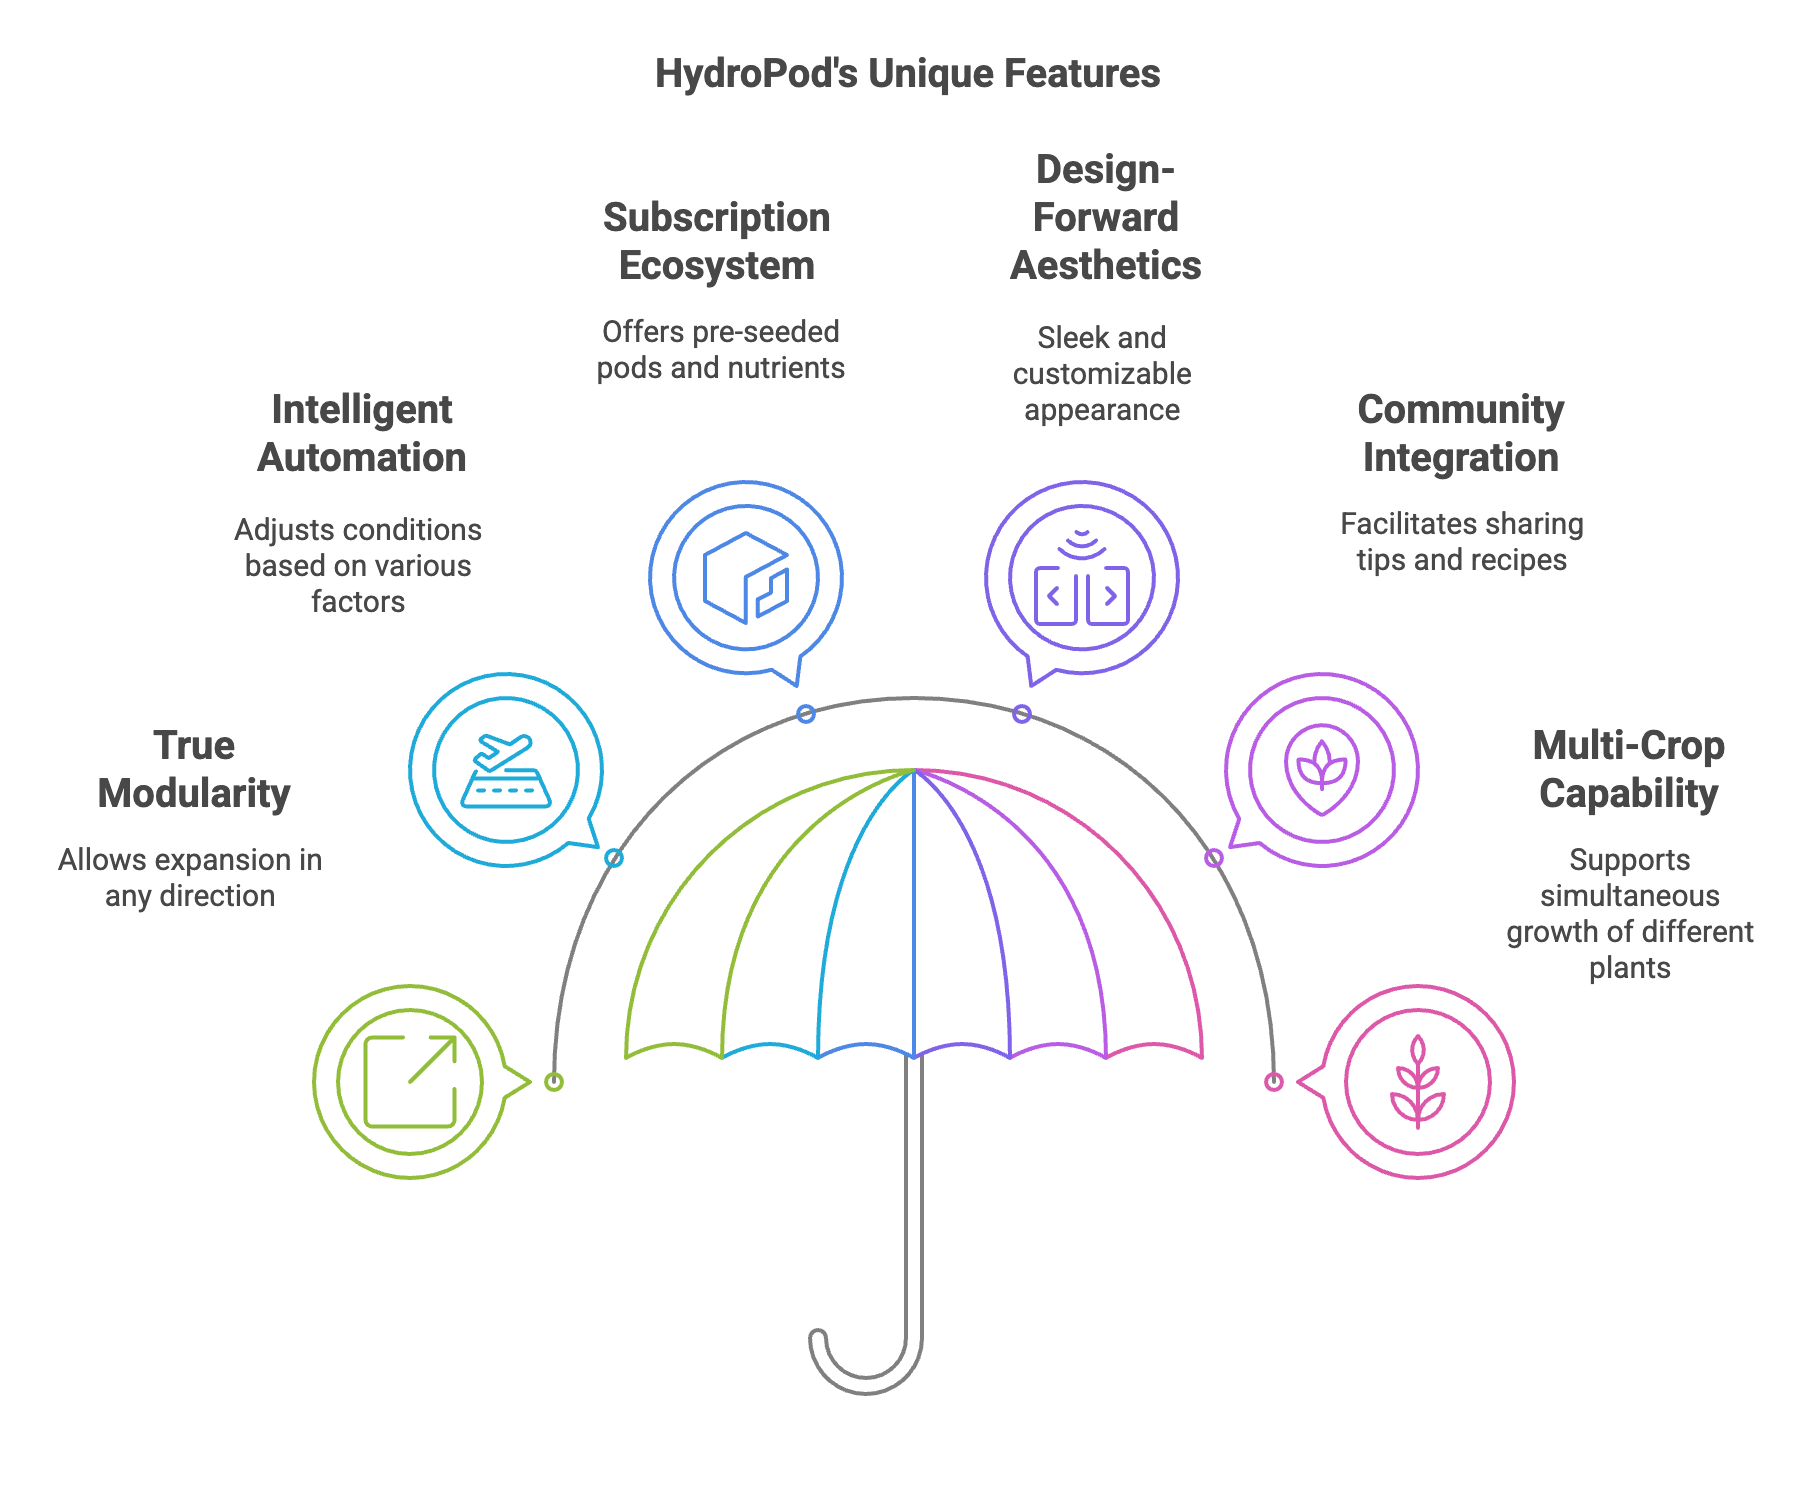 HydroPod's Unique Features
True
Modularity
Allows expansion in
any direction
Intelligent
Automation
Adjusts conditions
based on various
factors
Subscription
Ecosystem
Offers pre-seeded
pods and nutrients
Design-
Forward
Aesthetics
Sleek and
customizable
appearance
Community
Integration
Facilitates sharing
tips and recipes
Multi-Crop
Capability
Supports
simultaneous
growth of different
plants